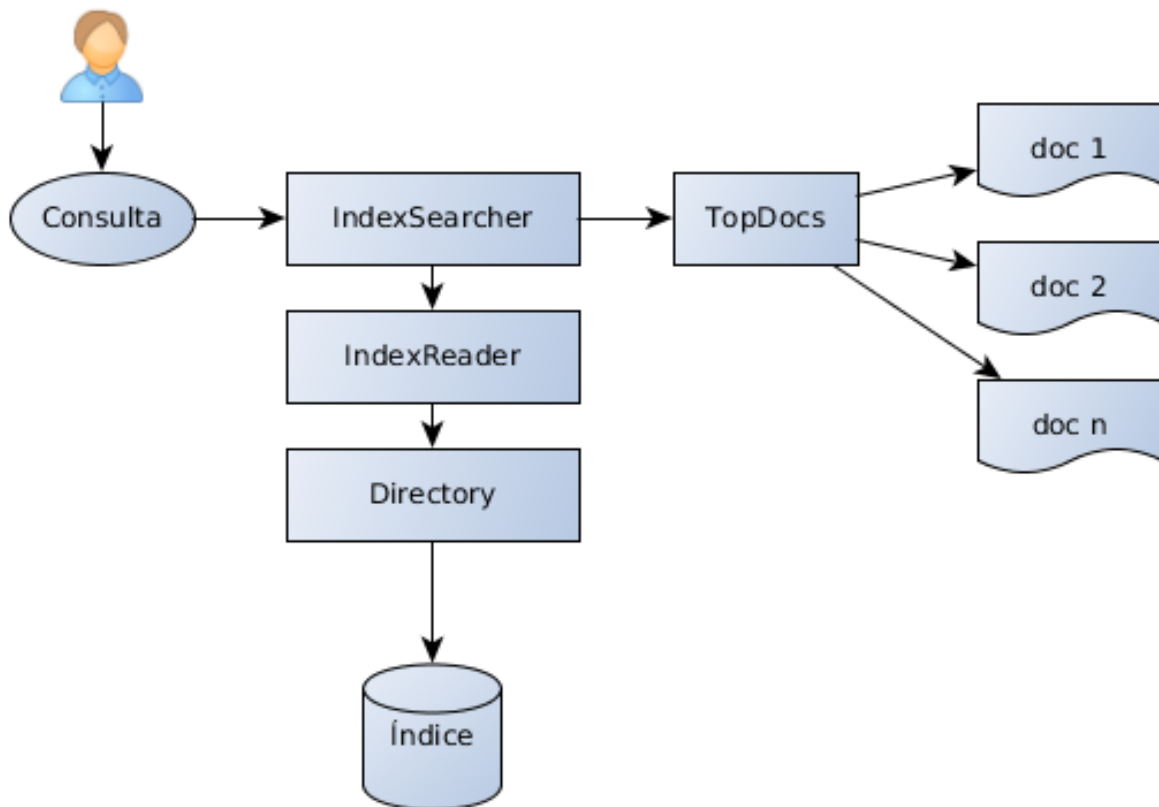 Consulta
IndexSearcher
TopDocs
doc 1
doc 2
doc n
IndexReader
Directory
Índice